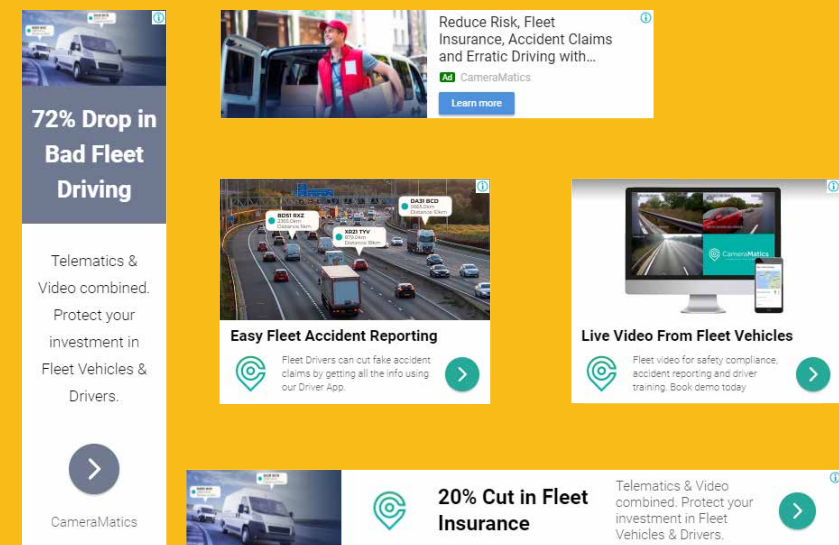 72% Drop in
Bad Fleet
Driving
Telematics &
Video combined.
Protect your
investment in
Fleet Vehicles &
Drivers.
CameraMatics
Reduce Risk, Fleet
Insurance, Accident Claims
and Erratic Driving with...
Ad CameraMatics
Learn more
BD51 RXZ
XR21 TYV
DA31 BCD
Easy Fleet Accident Reporting
Fleet Drivers can cut fake accident
claims by getting all the info using
our Driver App.
CameraMatics
Live Video From Fleet Vehicles
Fleet video for safety compliance,
accident reporting and driver
training. Book demo today
20% Cut in Fleet
Insurance
Telematics & Video
combined. Protect your
investment in Fleet
Vehicles & Drivers.